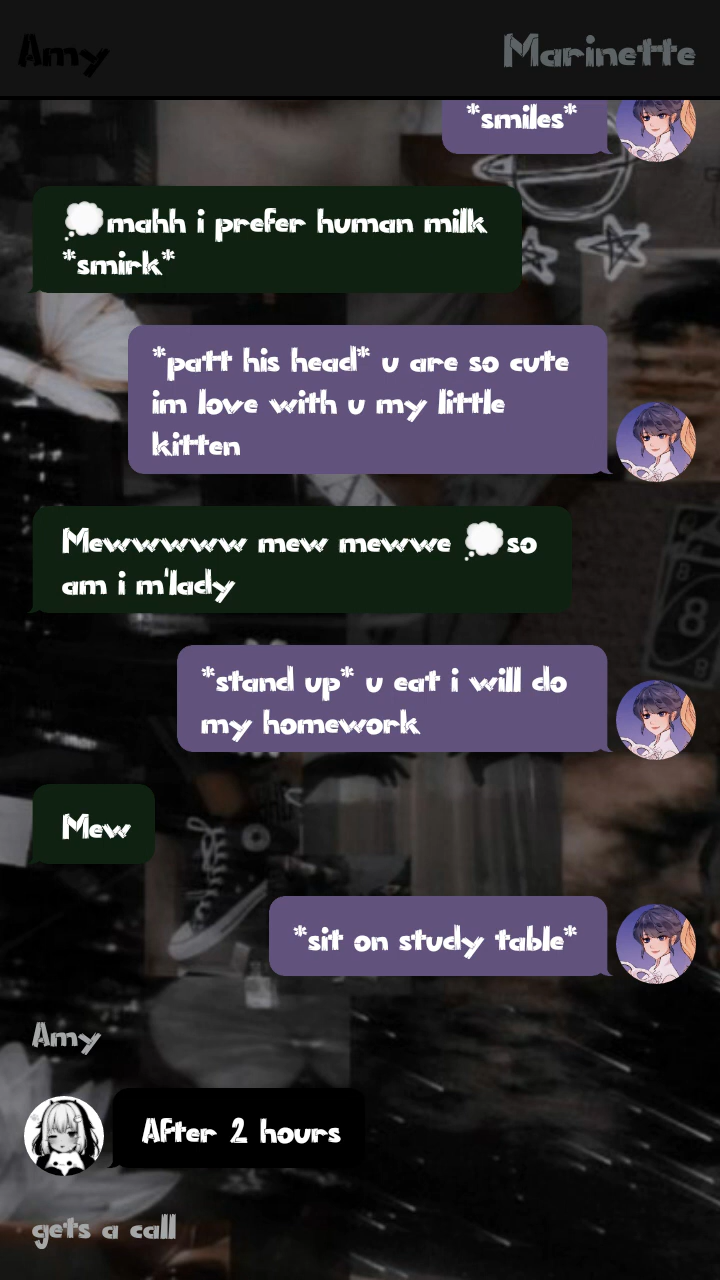 Amy
Marinette
*smiles*
💭mahh i prefer human milk
*smirk*
*patt his head* u are so cute
im love with u my little
kitten
Mewwwww mew mewwe 💭so
am i m'lady
*stand up* u eat i will do
my homework
Mew
*sit on study table*
Amy
After 2 hours
gets a call
8
8